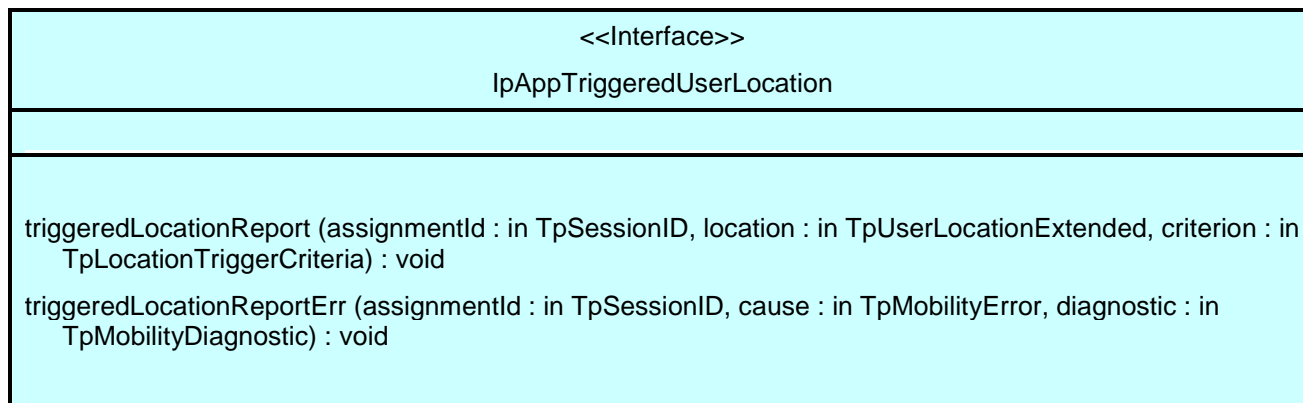 <<Interface>>
IpAppTriggeredUserLocation
triggeredLocationReport (assignmentId : in TpSessionID, location : in TpUserLocationExtended, criterion : in
TpLocationTriggerCriteria) : void
triggeredLocationReportErr (assignmentId : in TpSessionID, cause : in TpMobilityError, diagnostic : in
TpMobilityDiagnostic) : void